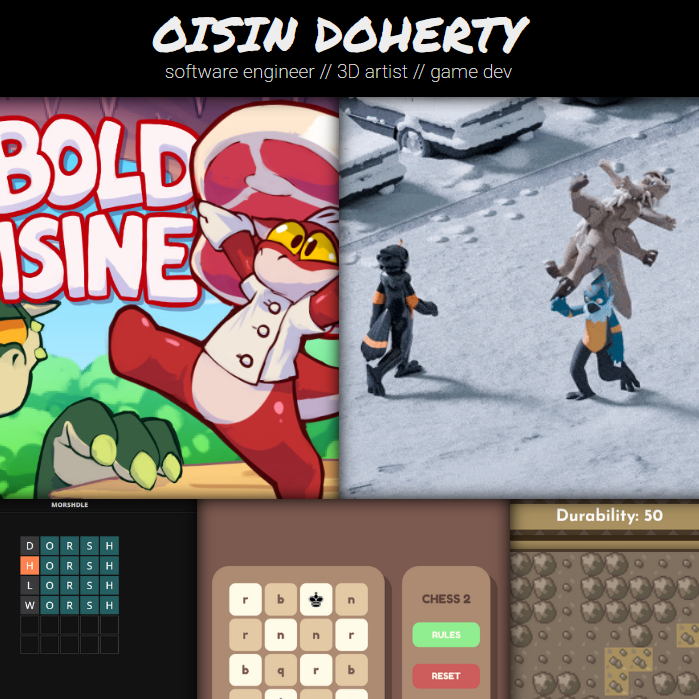 OISIN DOHERTY
software engineer // 3D artist // game dev
BOLD
ISINE
MORSHDLE
D O R S H
H O R S H
L O R S H
W O R S H
r b n
r n n r
b q r b
CHESS 2
RULES
RESET
Durability: 50